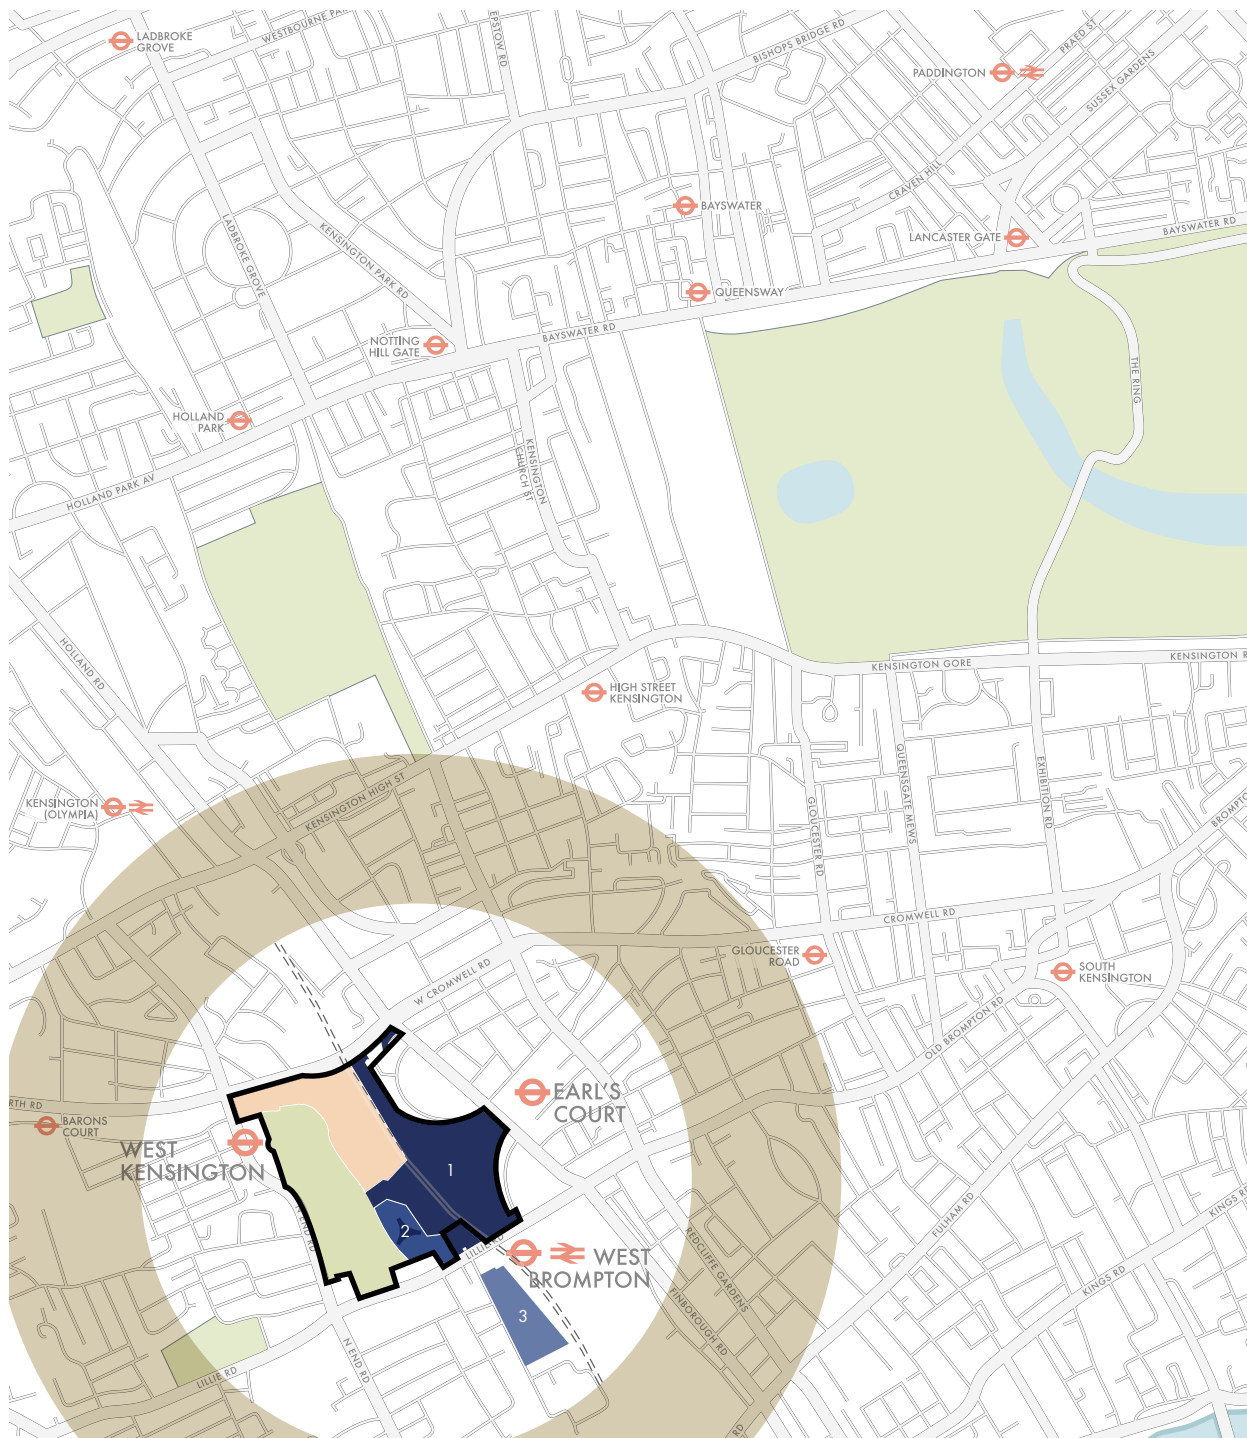 LADBROKE
GROVE
WESTBOURNE PA
EPSTOW RD
BISHOPS BRIDGE RD
PRAED ST
PADDINGTON
SUSSEX GARDENS
CRAVEN HILL
BAYSWATER
LANCASTER GATE
BAYSWATER RD
LADBROKE GROVE
KENSINGTON PARK RD
QUEENSWAY
NOTTING
HILL GATE
BAYSWATER RD
THE RING
HOLLAND
PARK
KENSINGTON
CHURCH ST
HOLLAND PARK AV
HOLLAND RD
KENSINGTON GORE
KENSINGTON R
HIGH STREET
KENSINGTON
KENSINGTON
(OLYMPIA)
KENSINGTON HIGH ST
GLOUCESTER RD
QUEENSGATE MEWS
EXHIBITION RD
BROMPTO
CROMWELL RD
GLOUCESTER
ROAD
SOUTH
KENSINGTON
W CROMWELL RD
OLD BROMPTON RD
EARL'S
COURT
RTH RD
BARONS
COURT
WEST
KENSINGTON
1
2
N END RD
LILLIE RD
WEST
BROMPTON
3
REDCLIFFE GARDENS
FINBOROUGH RD
FULHAM RD
KINGS RD
KINGS RD
N END RD
LILLIE RD
RD